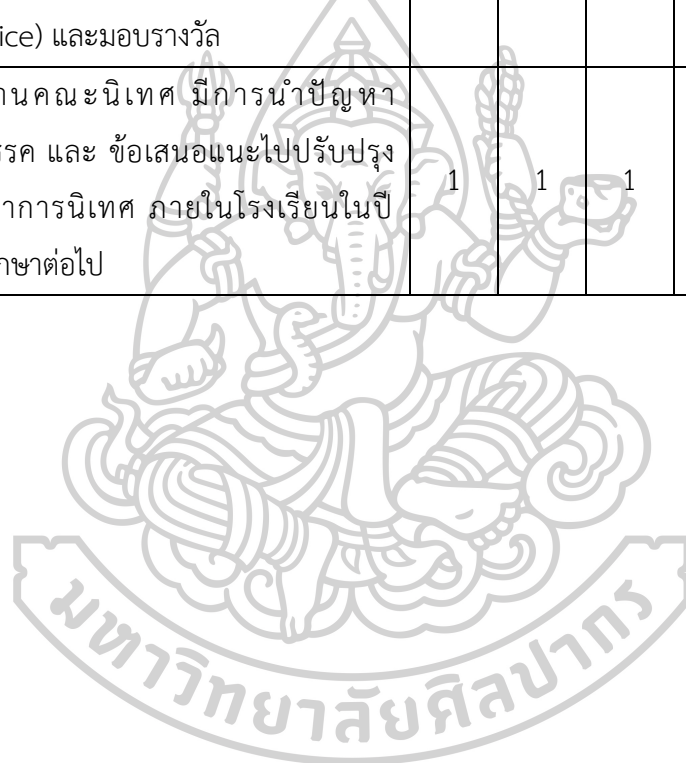 ice) และมอบรางวัล
านคณะนิเทศ มีการนำปัญหา
รรค และ ข้อเสนอแนะไปปรับปรุง
าการนิเทศ ภายในโรงเรียนในปี 1 1 1
กษาต่อไป
มหาวิทยาลัยศิลปากร